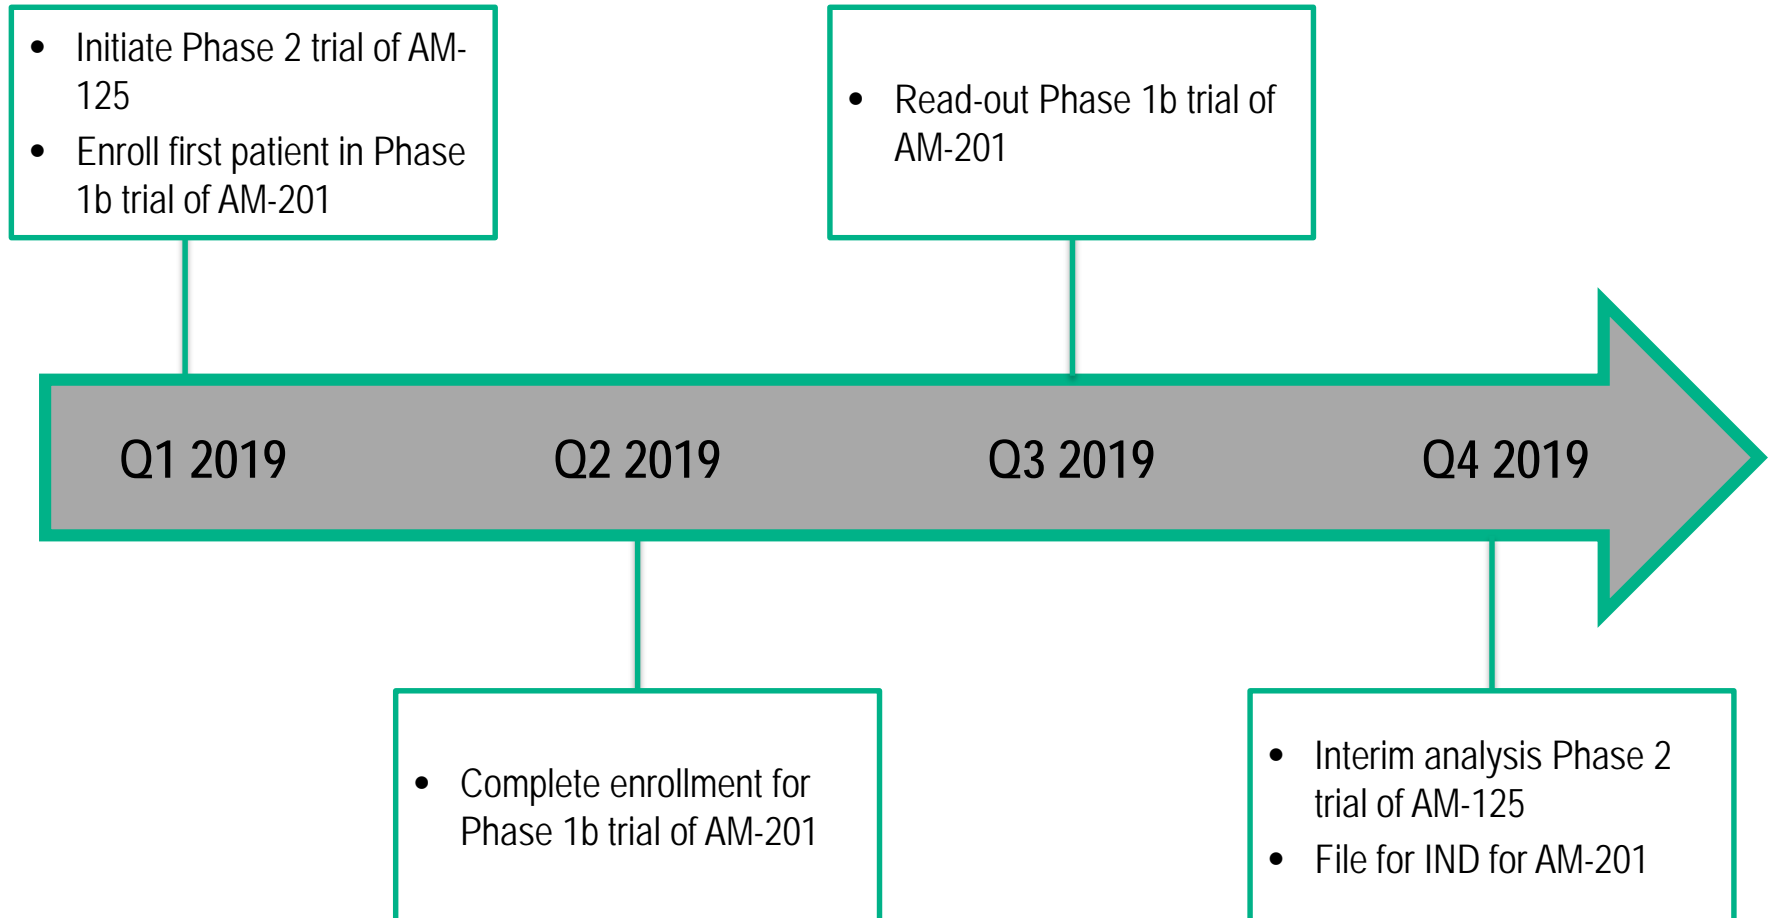 • Initiate Phase 2 trial of AM-
125
• Enroll first patient in Phase
1b trial of AM-201
• Read-out Phase 1b trial of
AM-201
Q1 2019
Q2 2019
Q3 2019
Q4 2019
• Complete enrollment for
Phase 1b trial of AM-201
• Interim analysis Phase 2
trial of AM-125
• File for IND for AM-201